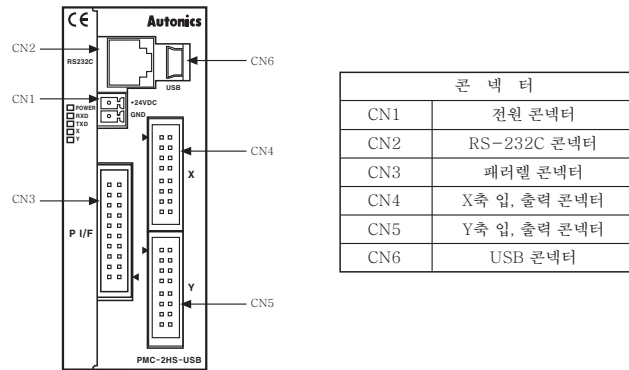 CE
Autonics
CN2
RS232C
CN6
USB
CN1
+24VDC
GND
POWER
RXD
TXD
X
Y
CN4
X
CN3
P I/F
Y
CN5
PMC-2HS-USB
콘 넥 터
CN1 전원 콘넥터
CN2 RS-232C 콘넥터
CN3 패러렐 콘넥터
CN4 X축 입, 출력 콘넥터
CN5 Y축 입, 출력 콘넥터
CN6 USB 콘넥터